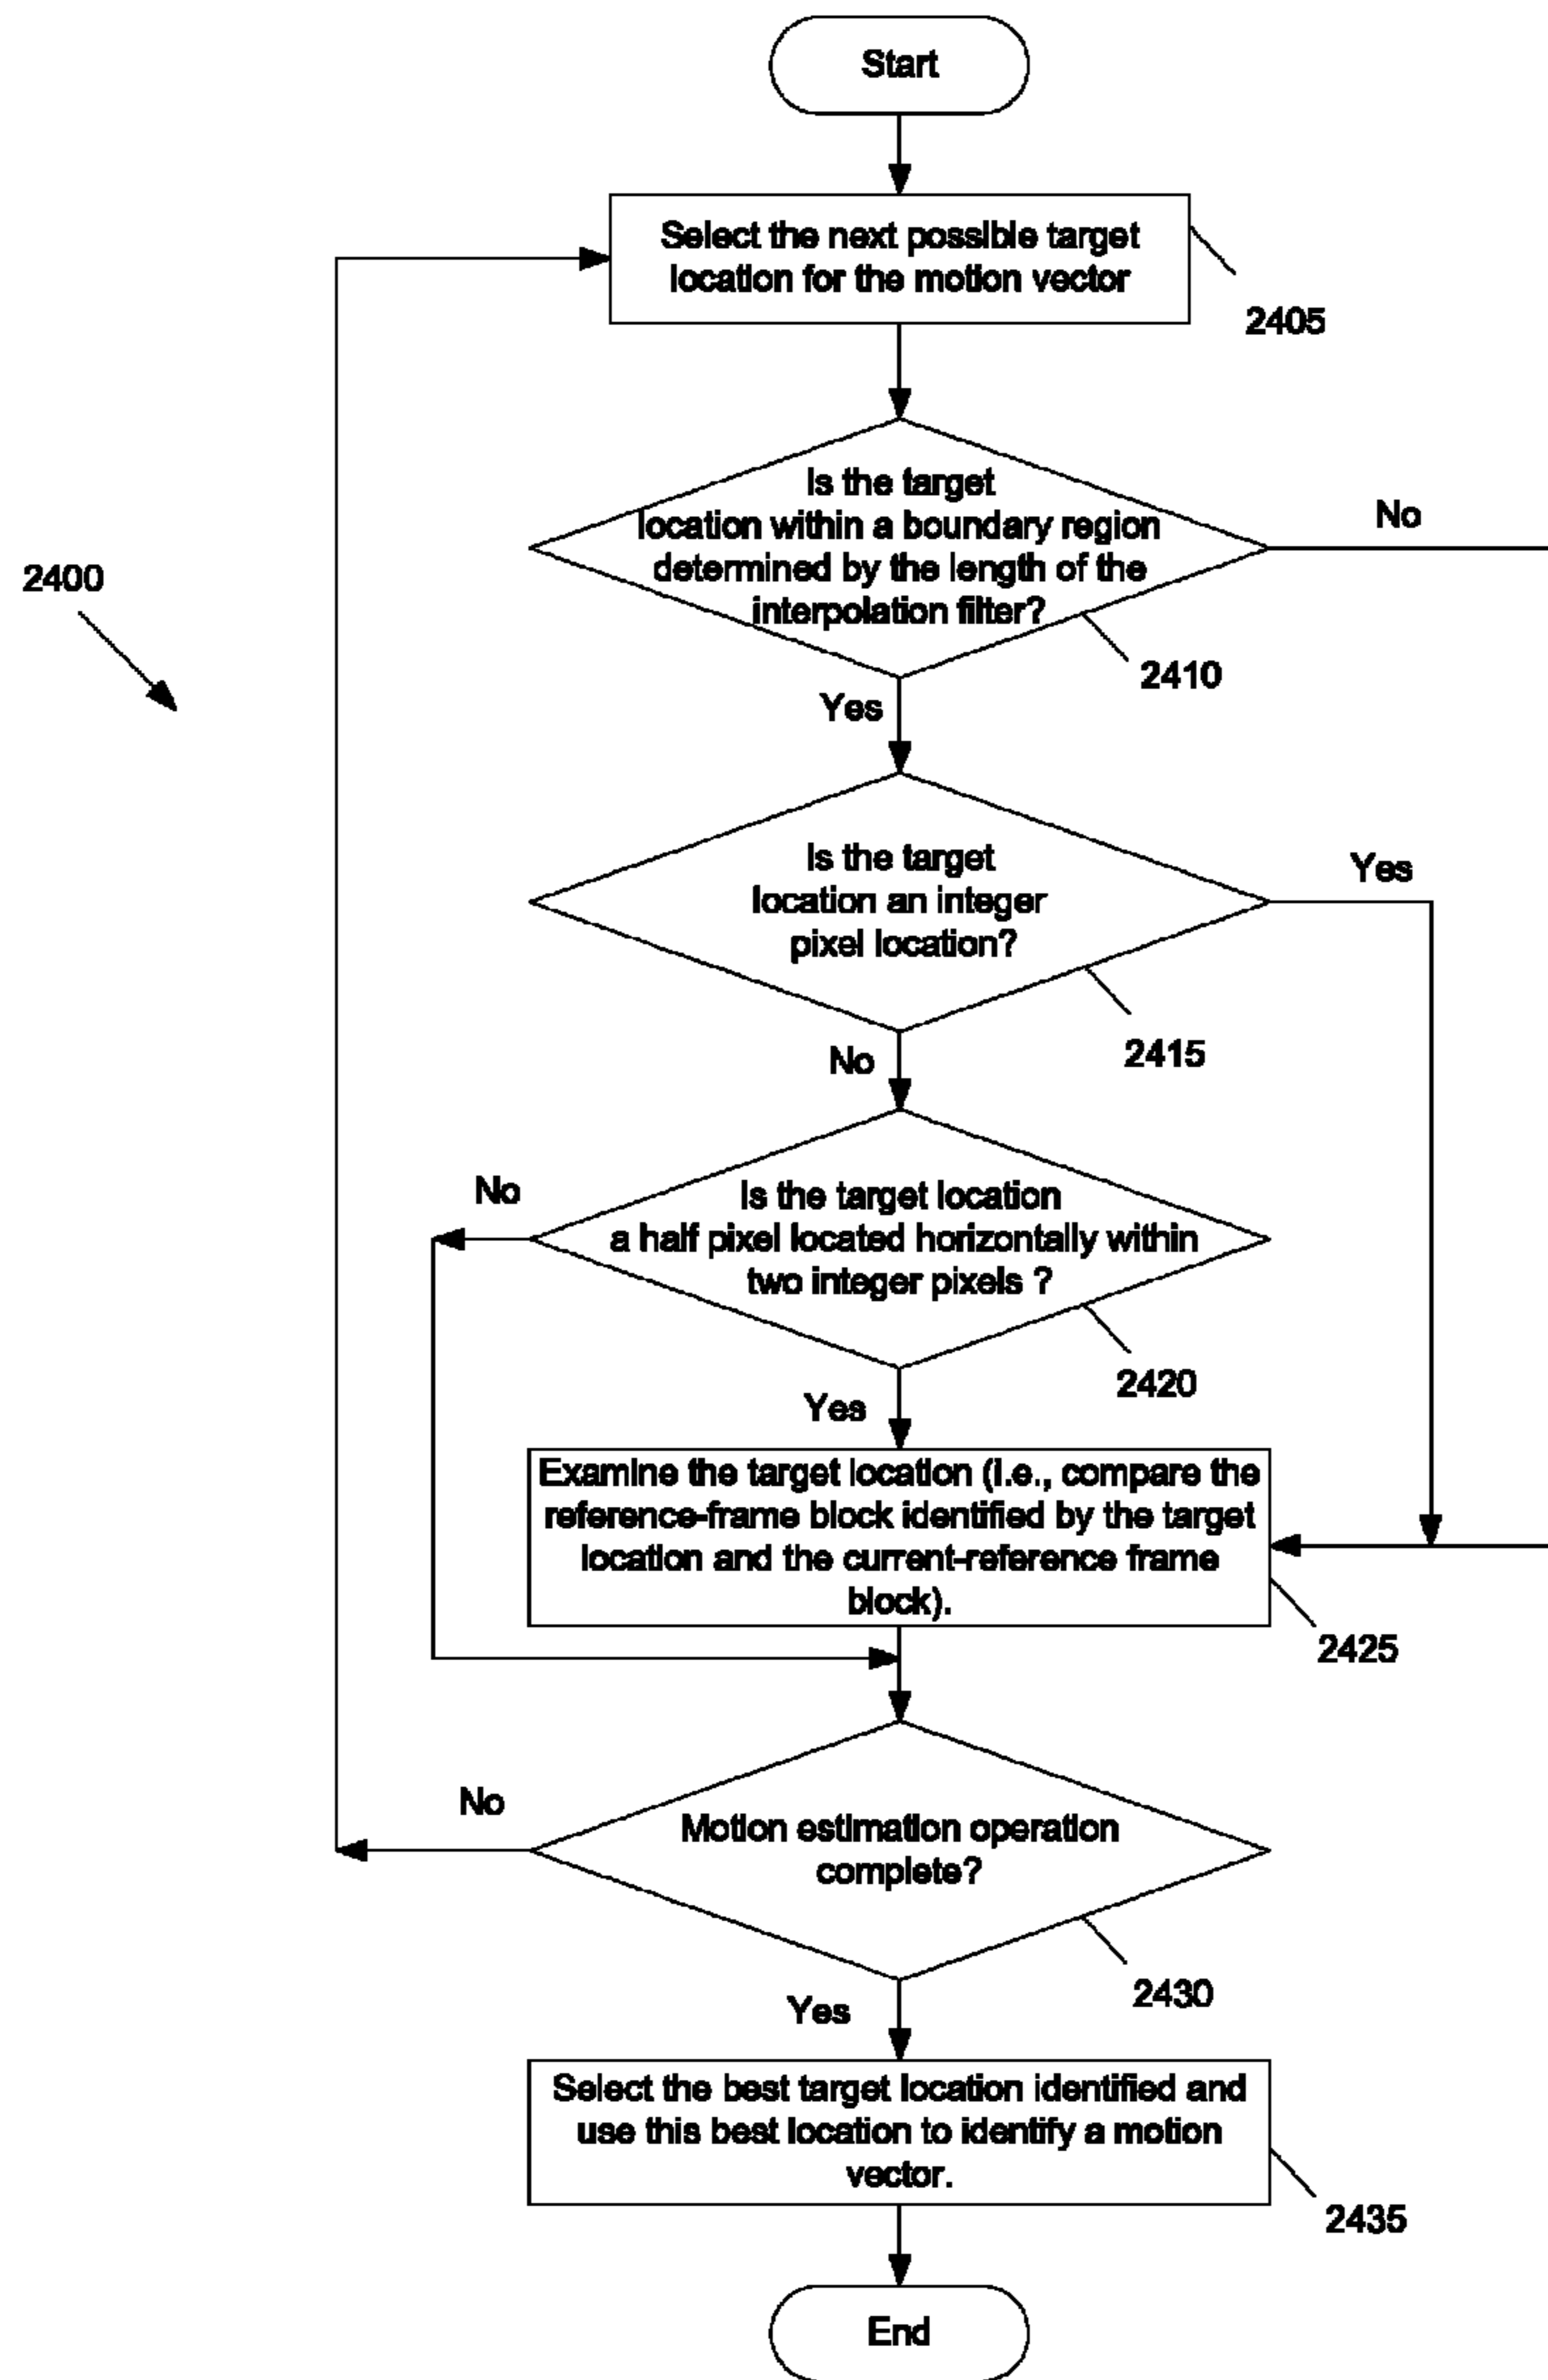 Start
Select the next possible target
location for the motion vector
2405
Is the target
location within a boundary region
determined by the length of the
interpolation filter?
No
2400
2410
Yes
Is the target
location an integer
pixel location?
Yes
2415
No
Is the target location
a half pixel located horizontally within
two integer pixels ?
No
2420
Yes
Examine the target location (i.e., compare the
reference-frame block identified by the target
location and the current-reference frame
block).
2425
Motion estimation operation
complete?
No
2430
Yes
Select the best target location identified and
use this best location to identify a motion
vector.
2435
End